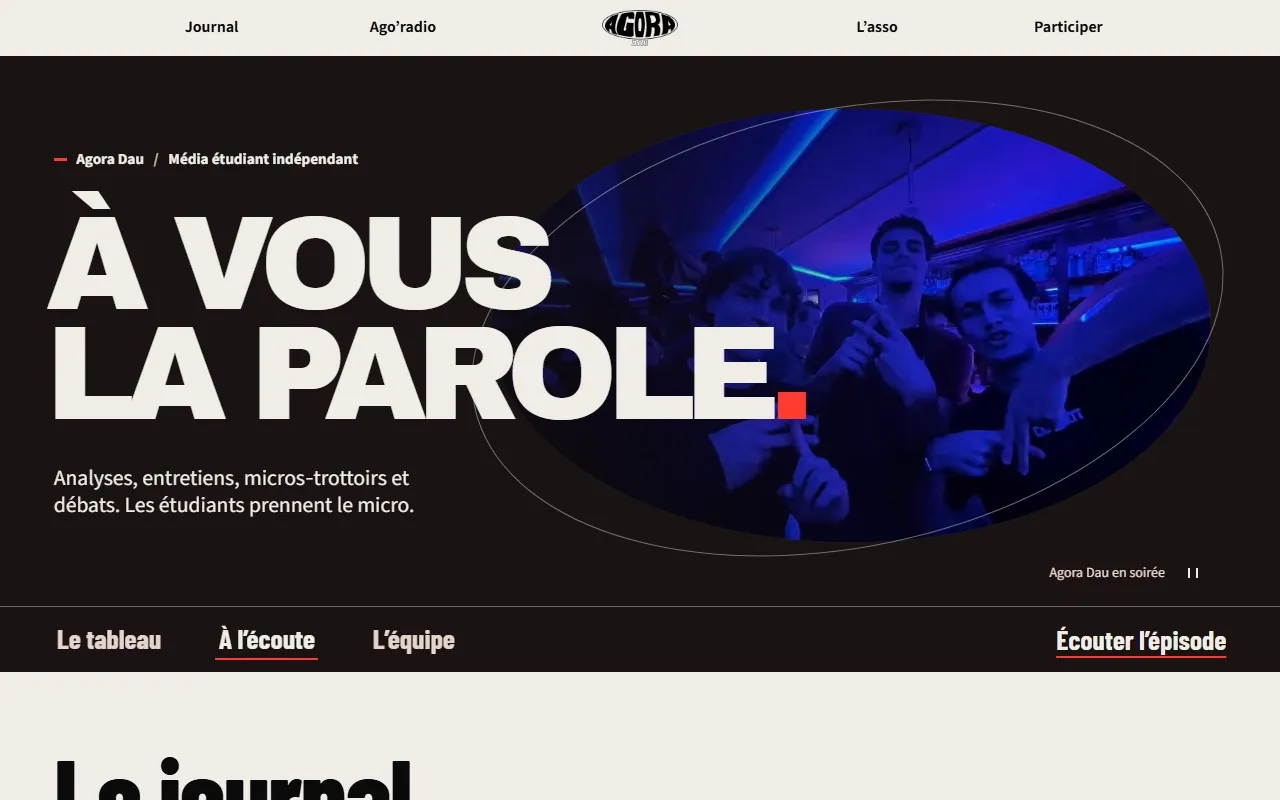 Journal
Ago’radio
AGORA
DAU
L’asso
Participer
Agora Dau / Média étudiant indépendant
À VOUS
LA PAROLE.
Analyses, entretiens, micros-trottoirs et
débats. Les étudiants prennent le micro.
Agora Dau en soirée
Le tableau
À l’écoute
L’équipe
Écouter l’épisode
Le journal